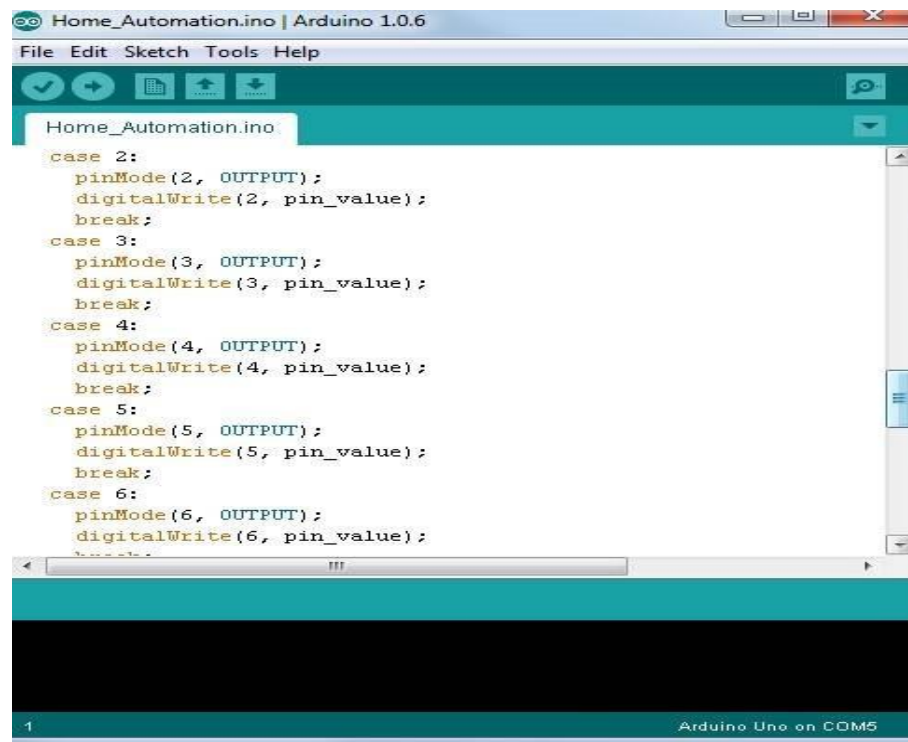 Home_Automation.ino | Arduino 1.0.6
File Edit Sketch Tools Help
Home_Automation.ino
case 2:
pinMode(2, OUTPUT);
digitalWrite(2, pin_value);
break;
case 3:
pinMode(3, OUTPUT);
digitalWrite(3, pin_value);
break;
case 4:
pinMode(4, OUTPUT);
digitalWrite(4, pin_value);
break;
case 5:
pinMode(5, OUTPUT);
digitalWrite(5, pin_value);
break;
case 6:
pinMode(6, OUTPUT);
digitalWrite(6, pin_value);
1 Arduino Uno on COM5